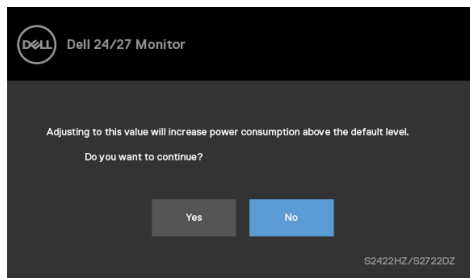 DELL Dell 24/27 Monitor
Adjusting to this value will increase power consumption above the default level.
Do you want to continue?
Yes No
S2422HZ/S2722DZ